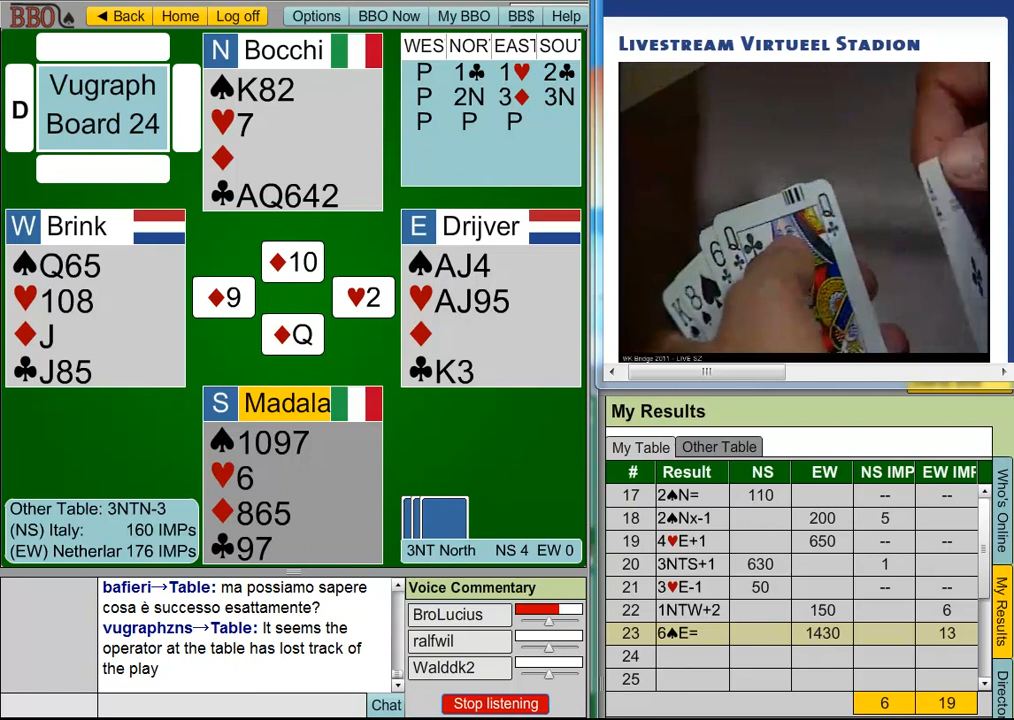 BBO ◄ Back Home Log off Options BBO Now My BBO BB$ Help
Vugraph
Board 24
D
N Bocchi
♠K82
♥7
♦
♣AQ642
WES NOR EAST SOU
P 1♣ 1♥ 2♣
P 2N 3♦ 3N
P P P
W Brink
♠Q65
♥108
♦J
♣J85
♦10
♦9
♥2
♦Q
E Drijver
♠AJ4
♥AJ95
♦
♣K3
S Madala
♠1097
♥6
♦865
♣97
Other Table: 3NTN-3
(NS) Italy: 160 IMPs
(EW) Netherlar 176 IMPs
3NT North NS 4 EW 0
bafieri→Table: ma possiamo sapere
cosa è successo esattamente?
vugraphzns→Table: It seems the
operator at the table has lost track of
the play
Chat
Voice Commentary
BroLucius
ralfwil
Walddk2
Stop listening
Livestream Virtueel Stadion
K 8 6 Q Q
WK Bridge 2011 - LIVE SZ
My Results
My Table Other Table
# Result NS EW NS IMP EW IMP
17 2♠N= 110 -- --
18 2♠Nx-1 200 5
19 4♥E+1 650 -- --
20 3NTS+1 630 1
21 3♥E-1 50 -- --
22 1NTW+2 150 6
23 6♠E= 1430 13
24
25
6 19
Who's Online
My Results
Director